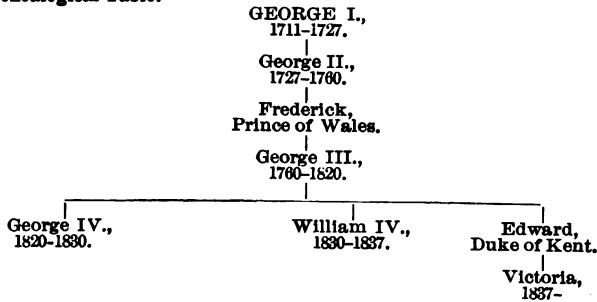 GEORGE I.,
1711-1727.
George II.,
1727-1760.
Frederick,
Prince of Wales.
George III.,
1760-1820.
George IV.,
1820-1830.
William IV.,
1830-1837.
Edward,
Duke of Kent.
Victoria,
1837-